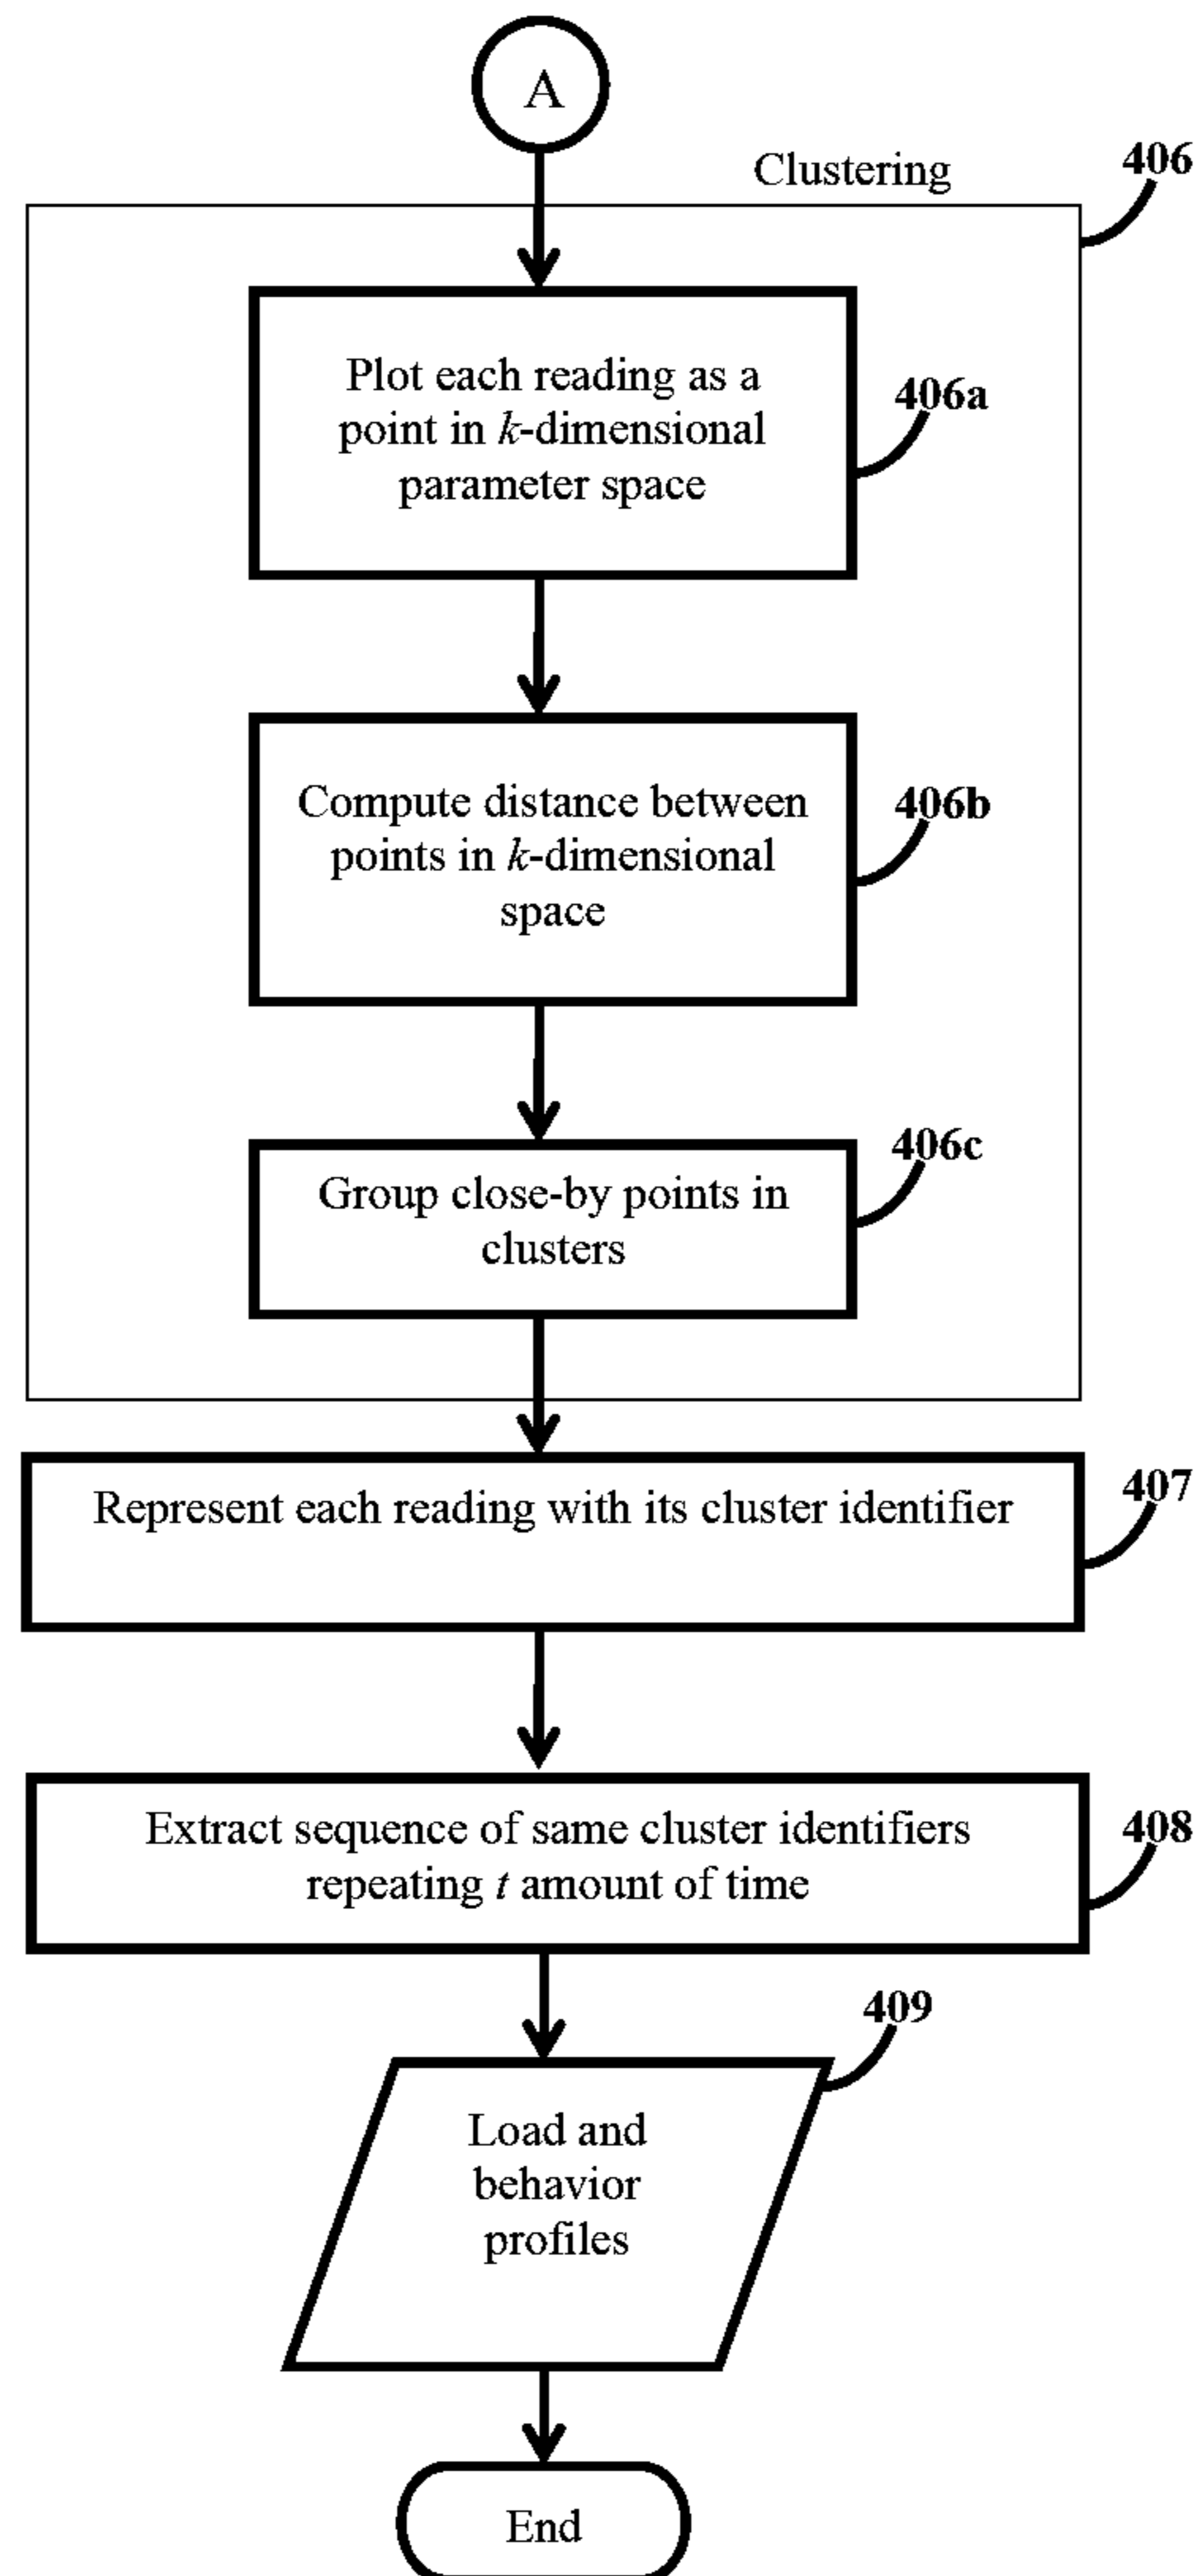 A
Clustering
406
Plot each reading as a
point in k-dimensional
parameter space
406a
Compute distance between
points in k-dimensional
space
406b
Group close-by points in
clusters
406c
Represent each reading with its cluster identifier
407
Extract sequence of same cluster identifiers
repeating t amount of time
408
409
Load and
behavior
profiles
End